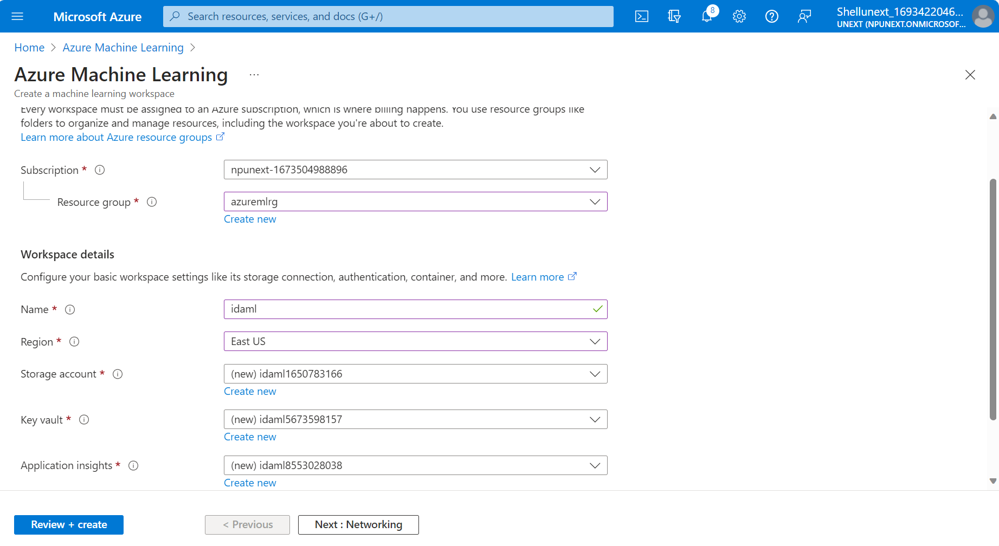 Microsoft Azure
Search resources, services, and docs (G+/)
8
Shellunext_1693422046...
UNEXT (NPUNEXT.ONMICROSOF...
Home > Azure Machine Learning >
Azure Machine Learning ...
Create a machine learning workspace
Every workspace must be assigned to an Azure subscription, which is where billing happens. You use resource groups like
folders to organize and manage resources, including the workspace you're about to create.
Learn more about Azure resource groups
Subscription *
npunext-1673504988896
Resource group *
azuremlrg
Create new
Workspace details
Configure your basic workspace settings like its storage connection, authentication, container, and more. Learn more
Name *
idaml
Region *
East US
Storage account *
(new) idaml1650783166
Create new
Key vault *
(new) idaml5673598157
Create new
Application insights *
(new) idaml8553028038
Create new
Review + create
< Previous
Next : Networking